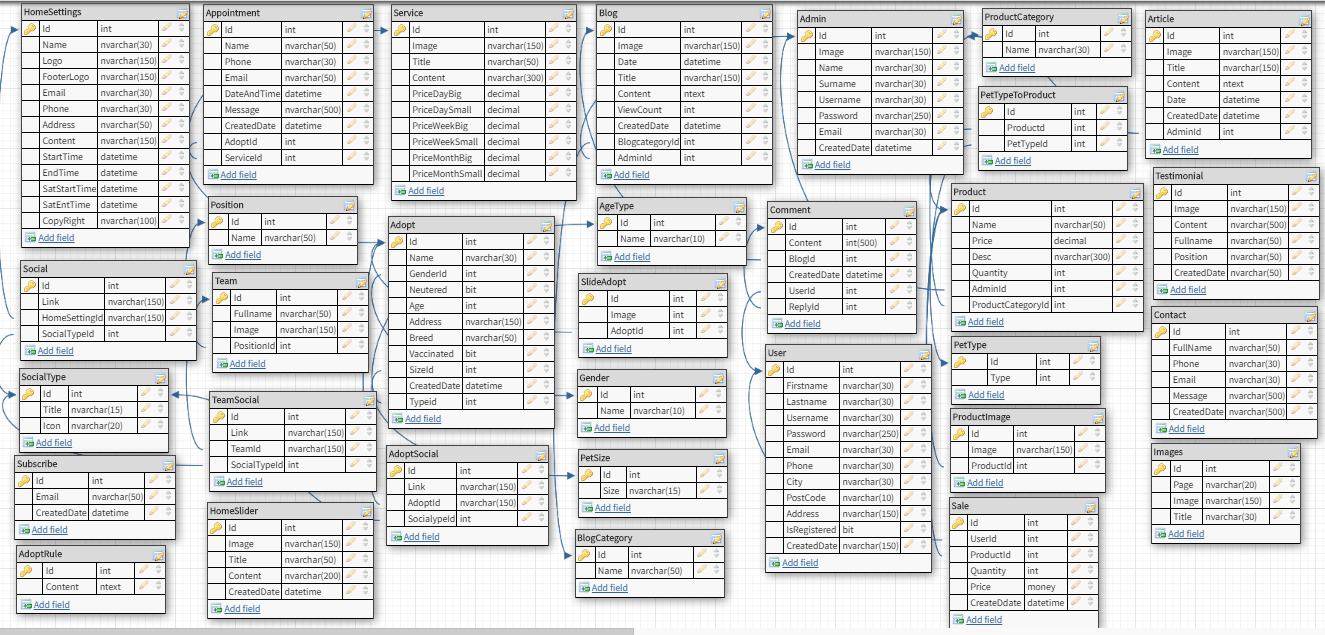 HomeSettings
Id int
Name nvarchar(30)
Logo nvarchar(150)
FooterLogo nvarchar(150)
Email nvarchar(30)
Phone nvarchar(30)
Address nvarchar(50)
Content nvarchar(150)
StartTime datetime
EndTime datetime
SatStartTime datetime
SatEntTime datetime
CopyRight nvarchar(100)
Add field
Social
Id int
Link nvarchar(150)
HomeSettingId nvarchar(150)
SocialTypeId int
Add field
SocialType
Id int
Title nvarchar(15)
Icon nvarchar(20)
Add field
Subscribe
Id int
Email nvarchar(50)
CreatedDate datetime
Add field
AdoptRule
Id int
Content ntext
Add field
Appointment
Id int
Name nvarchar(50)
Phone nvarchar(30)
Email nvarchar(50)
DateAndTime datetime
Message nvarchar(500)
CreatedDate datetime
AdoptId int
ServiceId int
Add field
Position
Id int
Name nvarchar(50)
Add field
Team
Id int
Fullname nvarchar(50)
Image nvarchar(150)
PositionId int
Add field
TeamSocial
Id int
Link nvarchar(150)
TeamId nvarchar(150)
SocialTypeId int
Add field
HomeSlider
Id int
Image nvarchar(150)
Title nvarchar(50)
Content nvarchar(200)
CreatedDate datetime
Add field
Service
Id int
Image nvarchar(150)
Title nvarchar(50)
Content nvarchar(300)
PriceDayBig decimal
PriceDaySmall decimal
PriceWeekBig decimal
PriceWeekSmall decimal
PriceMonthBig decimal
PriceMonthSmall decimal
Add field
Adopt
Id int
Name nvarchar(30)
GenderId int
Neutered bit
Age int
Address nvarchar(150)
Breed nvarchar(50)
Vaccinated bit
SizeId int
CreatedDate datetime
Typeid int
Add field
AdoptSocial
Id int
Link nvarchar(150)
AdoptId nvarchar(150)
SocialypeId int
Add field
Blog
Id int
Image nvarchar(150)
Date datetime
Title nvarchar(150)
Content ntext
ViewCount int
CreatedDate datetime
BlogcategoryId int
AdminId int
Add field
AgeType
Id int
Name nvarchar(10)
Add field
SlideAdopt
Id int
Image int
AdoptId int
Add field
Gender
Id int
Name nvarchar(10)
Add field
PetSize
Id int
Size nvarchar(15)
Add field
BlogCategory
Id int
Name nvarchar(50)
Add field
Admin
Id int
Image nvarchar(150)
Name nvarchar(30)
Surname nvarchar(30)
Username nvarchar(30)
Password nvarchar(250)
Email nvarchar(30)
CreatedDate datetime
Add field
Comment
Id int
Content int(500)
BlogId int
CreatedDate datetime
UserId int
ReplyId int
Add field
User
Id int
Firstname nvarchar(30)
Lastname nvarchar(30)
Username nvarchar(30)
Password nvarchar(250)
Email nvarchar(30)
Phone nvarchar(30)
City nvarchar(30)
PostCode nvarchar(10)
Address nvarchar(150)
IsRegistered bit
CreatedDate nvarchar(150)
Add field
ProductCategory
Id int
Name nvarchar(30)
Add field
PetTypeToProduct
Id int
Productd int
PetTypeId int
Add field
Product
Id int
Name nvarchar(50)
Price decimal
Desc nvarchar(300)
Quantity int
AdminId int
ProductCategoryId int
Add field
PetType
Id int
Type int
Add field
ProductImage
Id int
Image nvarchar(150)
ProductId int
Add field
Sale
Id int
UserId int
ProductId int
Quantity int
Price money
CreateDdate datetime
Add field
Article
Id int
Image nvarchar(150)
Title nvarchar(150)
Content ntext
Date datetime
CreatedDate datetime
AdminId int
Add field
Testimonial
Id int
Image nvarchar(150)
Content nvarchar(500)
Fullname nvarchar(50)
Position nvarchar(50)
CreatedDate nvarchar(50)
Add field
Contact
Id int
FullName nvarchar(50)
Phone nvarchar(30)
Email nvarchar(30)
Message nvarchar(500)
CreatedDate nvarchar(500)
Add field
Images
Id int
Page nvarchar(20)
Image nvarchar(150)
Title nvarchar(30)
Add field